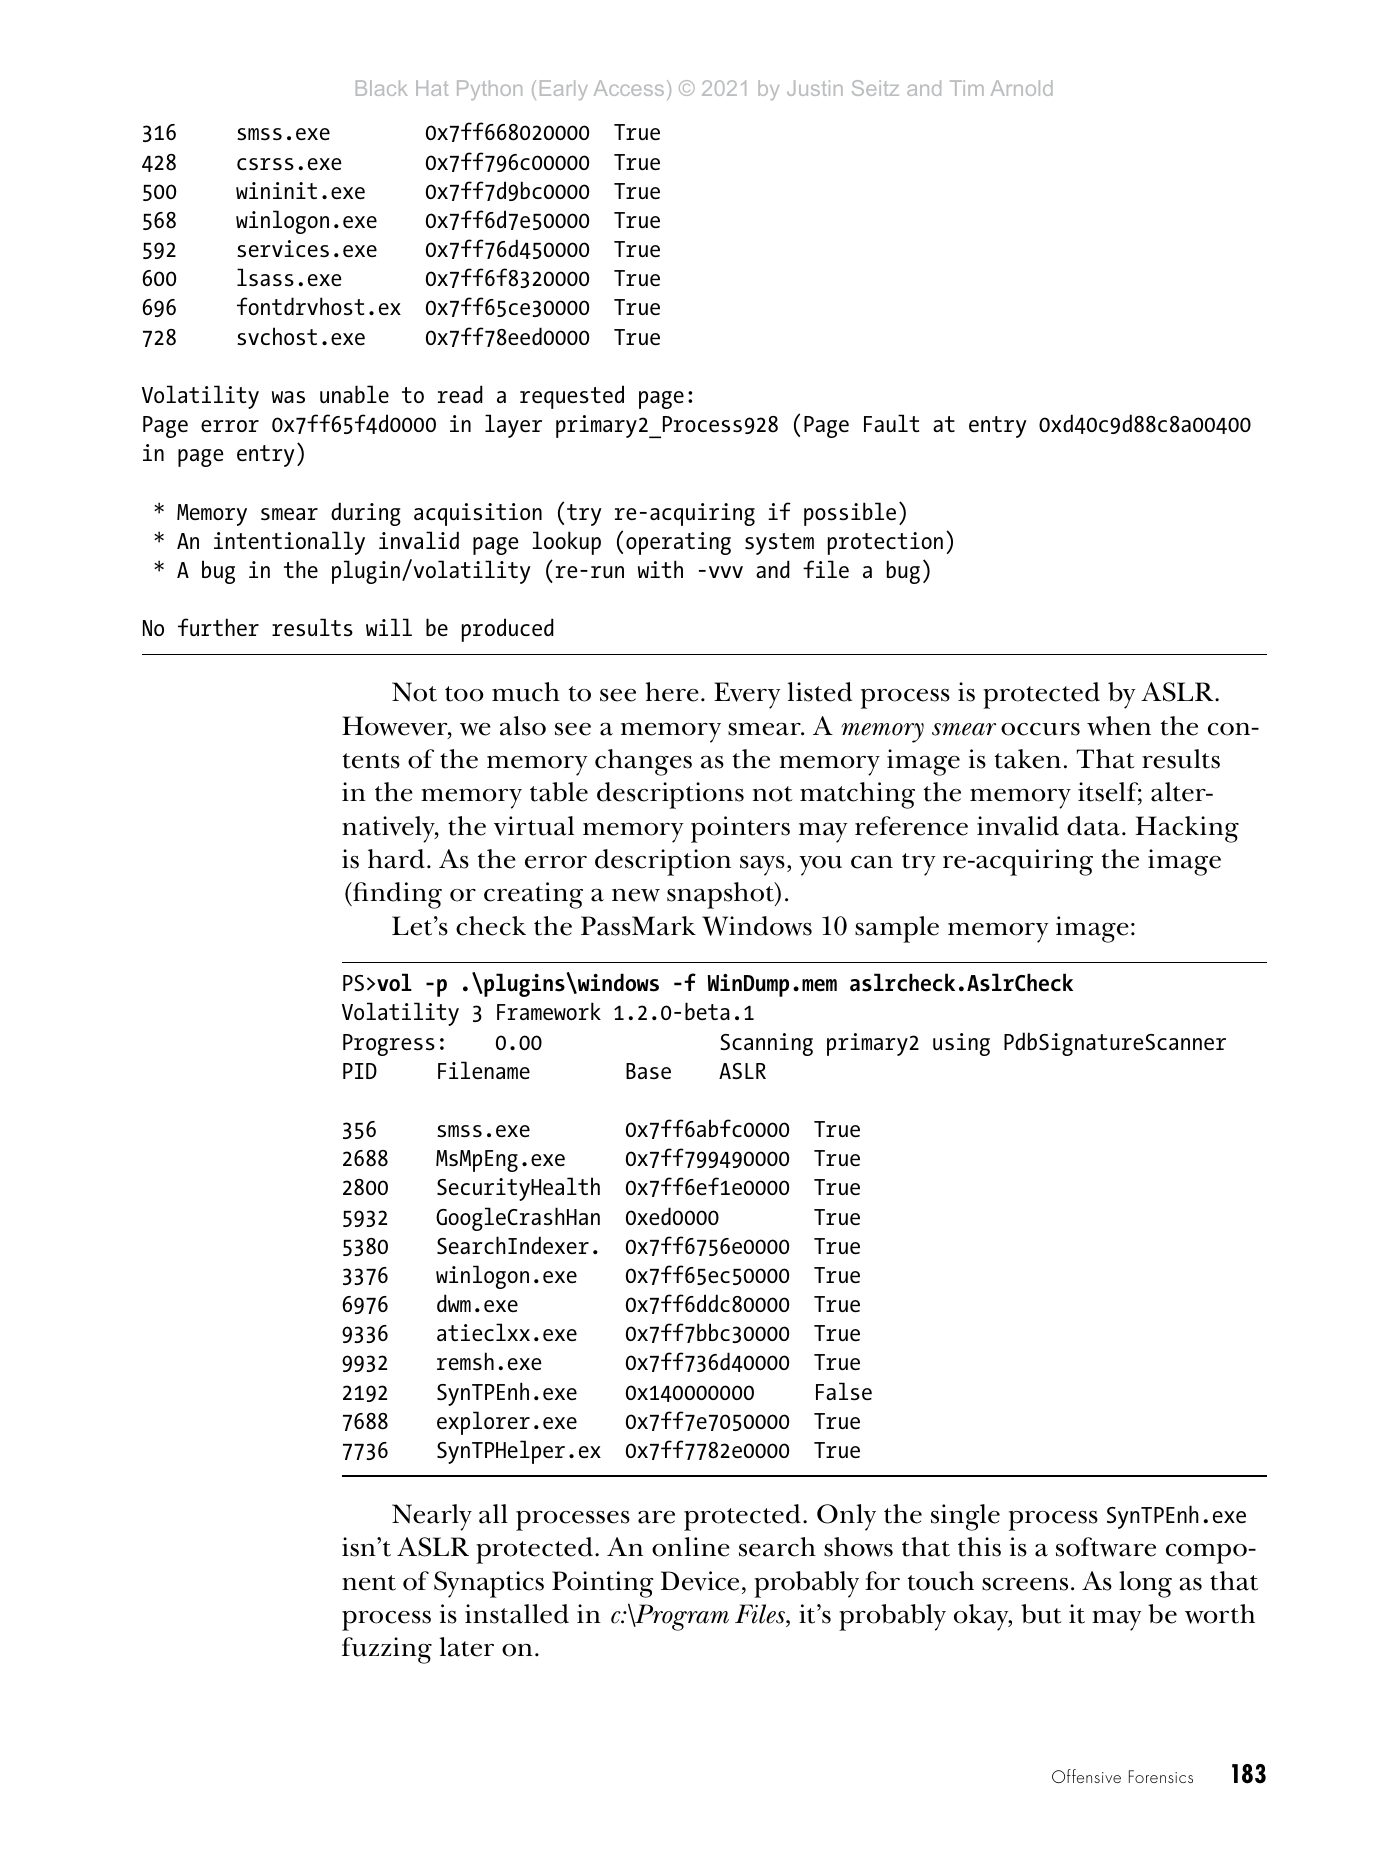 Black Hat Python (Early Access) © 2021 by Justin Seitz and Tim Arnold
316     smss.exe        0x7ff668020000  True
428     csrss.exe       0x7ff796c00000  True
500     wininit.exe     0x7ff7d9bc0000  True
568     winlogon.exe    0x7ff6d7e50000  True
592     services.exe    0x7ff76d450000  True
600     lsass.exe       0x7ff6f8320000  True
696     fontdrvhost.ex  0x7ff65ce30000  True
728     svchost.exe     0x7ff78eed0000  True
Volatility was unable to read a requested page:
Page error 0x7ff65f4d0000 in layer primary2_Process928 (Page Fault at entry 0xd40c9d88c8a00400
in page entry)
* Memory smear during acquisition (try re-acquiring if possible)
* An intentionally invalid page lookup (operating system protection)
* A bug in the plugin/volatility (re-run with -vvv and file a bug)
No further results will be produced
Not too much to see here. Every listed process is protected by ASLR.
However, we also see a memory smear. A memory smear occurs when the con-
tents of the memory changes as the memory image is taken. That results
in the memory table descriptions not matching the memory itself; alter-
natively, the virtual memory pointers may reference invalid data. Hacking
is hard. As the error description says, you can try re-acquiring the image
(finding or creating a new snapshot).
Let’s check the PassMark Windows 10 sample memory image:
PS>vol -p .\plugins\windows -f WinDump.mem aslrcheck.AslrCheck
Volatility 3 Framework 1.2.0-beta.1
Progress:    0.00               Scanning primary2 using PdbSignatureScanner
PID     Filename        Base    ASLR
356     smss.exe        0x7ff6abfc0000  True
2688    MsMpEng.exe     0x7ff799490000  True
2800    SecurityHealth  0x7ff6ef1e0000  True
5932    GoogleCrashHan  0xed0000        True
5380    SearchIndexer.  0x7ff6756e0000  True
3376    winlogon.exe    0x7ff65ec50000  True
6976    dwm.exe         0x7ff6ddc80000  True
9336    atieclxx.exe    0x7ff7bbc30000  True
9932    remsh.exe       0x7ff736d40000  True
2192    SynTPEnh.exe    0x140000000     False
7688    explorer.exe    0x7ff7e7050000  True
7736    SynTPHelper.ex  0x7ff7782e0000  True
Nearly all processes are protected. Only the single process SynTPEnh.exe
isn’t ASLR protected. An online search shows that this is a software compo-
nent of Synaptics Pointing Device, probably for touch screens. As long as that
process is installed in c:\Program Files, it’s probably okay, but it may be worth
fuzzing later on.
Offensive Forensics 183